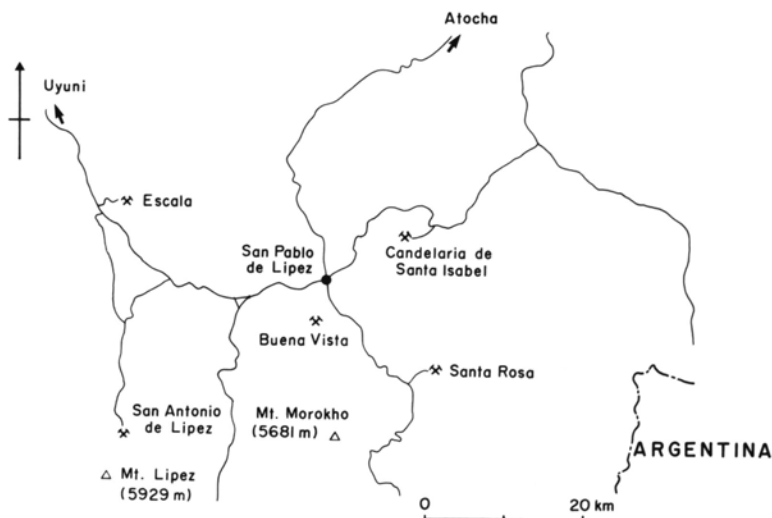 Atocha
Uyuni
Escala
San Pablo
de Lipez
Candelaria de
Santa Isabel
Buena Vista
Santa Rosa
San Antonio
de Lipez
Mt. Morokho
(5681 m)
ARGENTINA
Mt. Lipez
(5929 m)
0 20 km